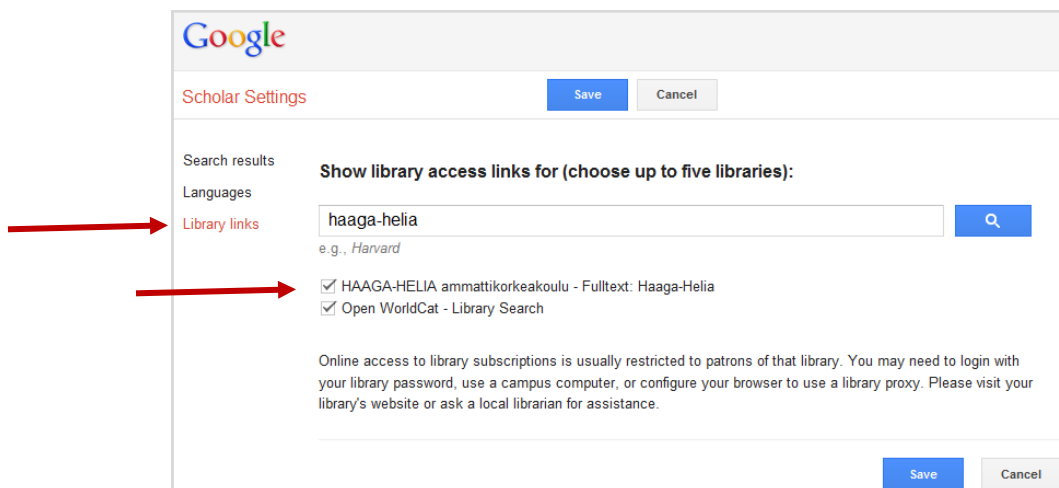 Google
Scholar Settings
Save
Cancel
Search results
Languages
Library links
Show library access links for (choose up to five libraries):
haaga-helia
e.g., Harvard
HAAGA-HELIA ammattikorkeakoulu - Fulltext: Haaga-Helia
Open WorldCat - Library Search
Online access to library subscriptions is usually restricted to patrons of that library. You may need to login with
your library password, use a campus computer, or configure your browser to use a library proxy. Please visit your
library's website or ask a local librarian for assistance.
Save
Cancel